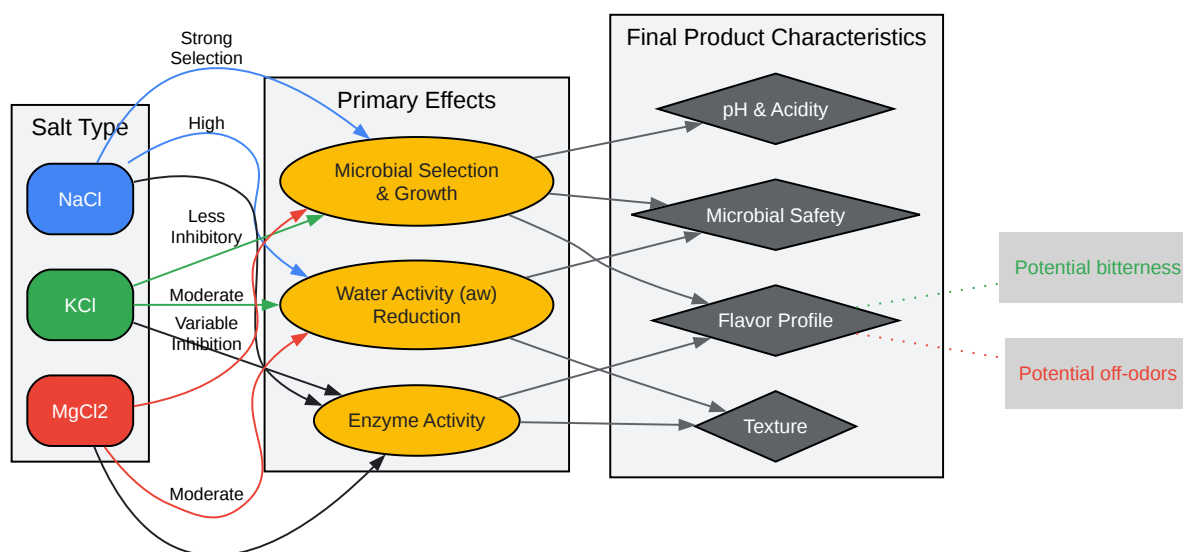 Strong
Selection
Final Product Characteristics
Primary Effects
Salt Type
High
pH & Acidity
Microbial Selection
& Growth
NaCl
Less
Inhibitory
Microbial Safety
Potential bitterness
KCl
Moderate
Water Activity (aw)
Reduction
Flavor Profile
Variable
Inhibition
Potential off-odors
MgCl2
Enzyme Activity
Texture
Moderate